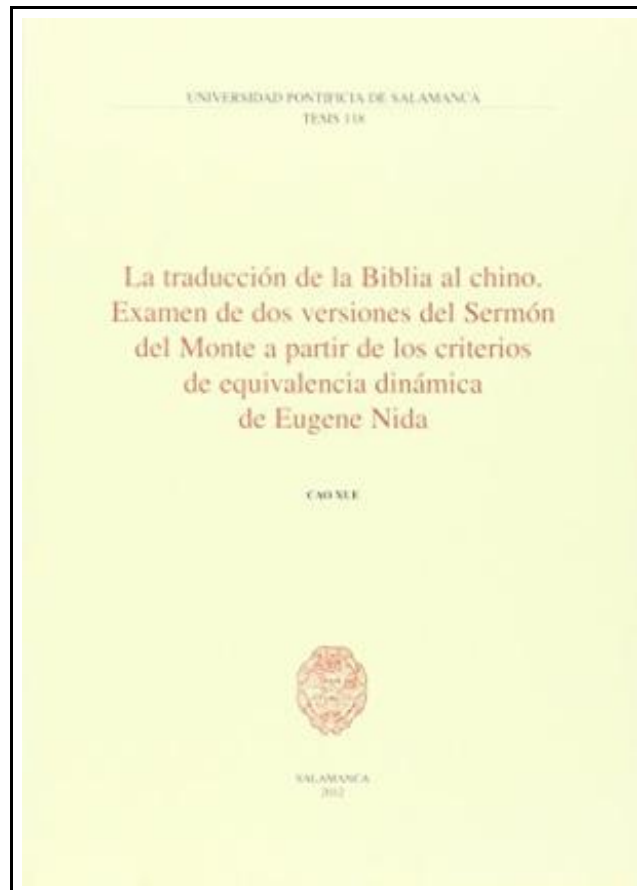 UNIVERSIDAD PONTIFICIA DE SALAMANCA
TESIS 118
La traducción de la Biblia al chino.
Examen de dos versiones del Sermón
del Monte a partir de los criterios
de equivalencia dinámica
de Eugene Nida
CAO XUE
SALAMANCA
2012